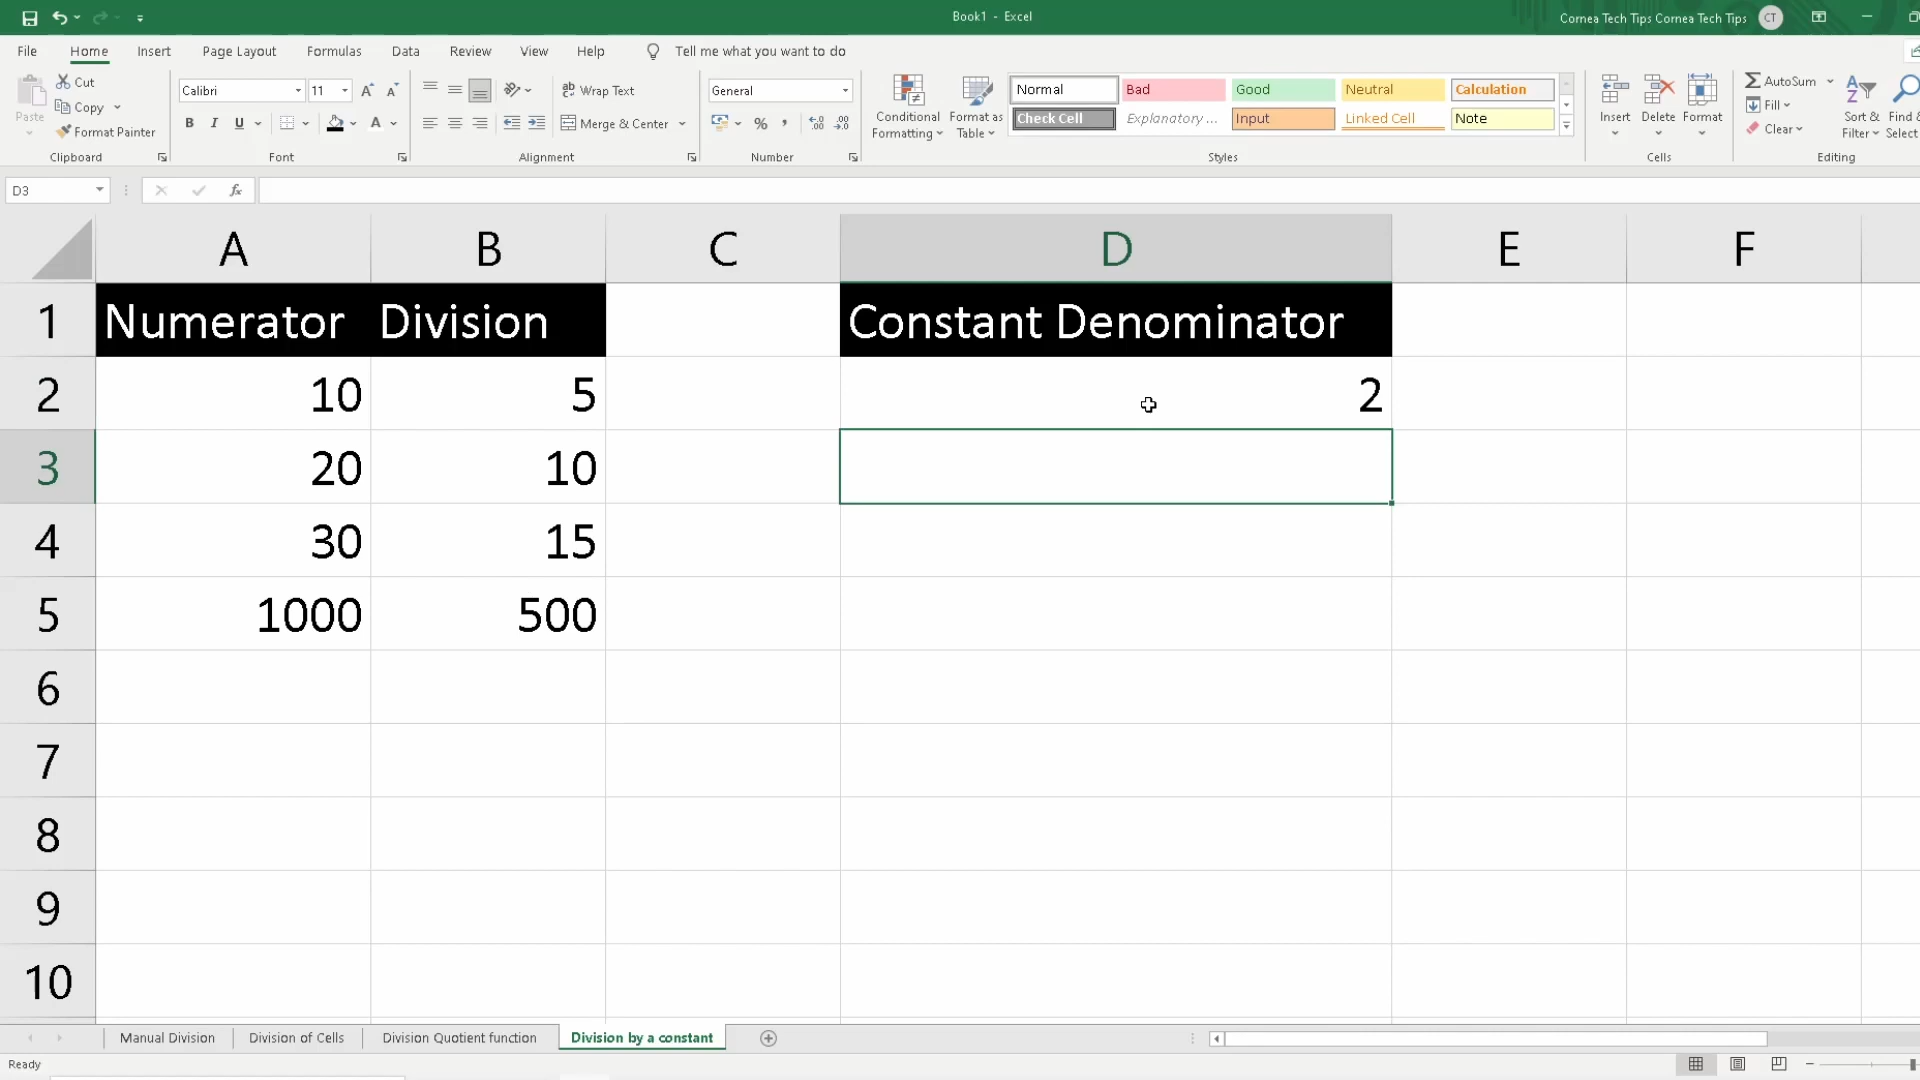 Book1 - Excel
Cornea Tech Tips Cornea Tech Tips CT
File Home Insert Page Layout Formulas Data Review View Help Tell me what you want to do
Paste
Cut
Copy
Format Painter
Clipboard
Calibri 11
B I U A
Font
Wrap Text
Merge & Center
Alignment
General
Number
Conditional Formatting
Format as Table
Normal Bad Good Neutral Calculation
Check Cell Explanatory ... Input Linked Cell Note
Styles
Insert Delete Format
Cells
AutoSum
Fill
Clear
Sort & Filter
Find & Select
Editing
D3 fx
A B C D E F
1 Numerator Division Constant Denominator
2 10 5 2
3 20 10
4 30 15
5 1000 500
6
7
8
9
10
Manual Division Division of Cells Division Quotient function Division by a constant
Ready